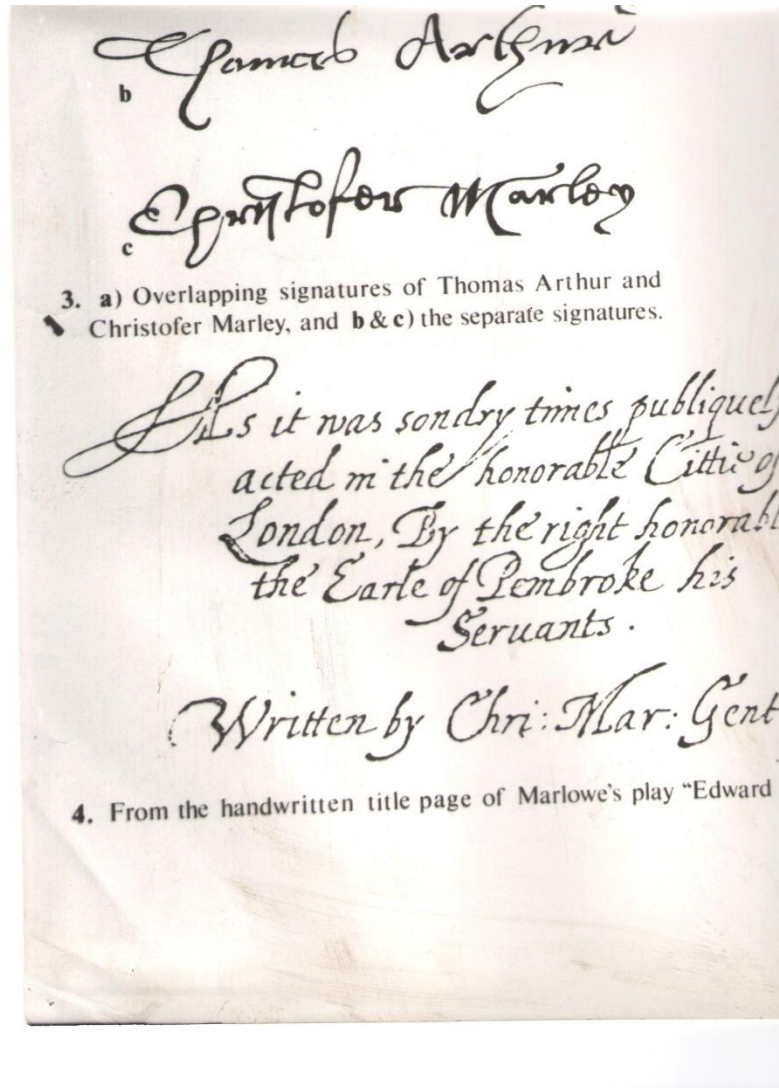 Thomas Arthur
b
Christofer Marley
c
3. a) Overlapping signatures of Thomas Arthur and
Christofer Marley, and b & c) the separate signatures.
As it was sondry times publiquely
acted in the honorable Cittie of
London, By the right honorabl
the Earle of Pembroke his
Seruants.
Written by Chri: Mar: Gent
4. From the handwritten title page of Marlowe's play "Edward